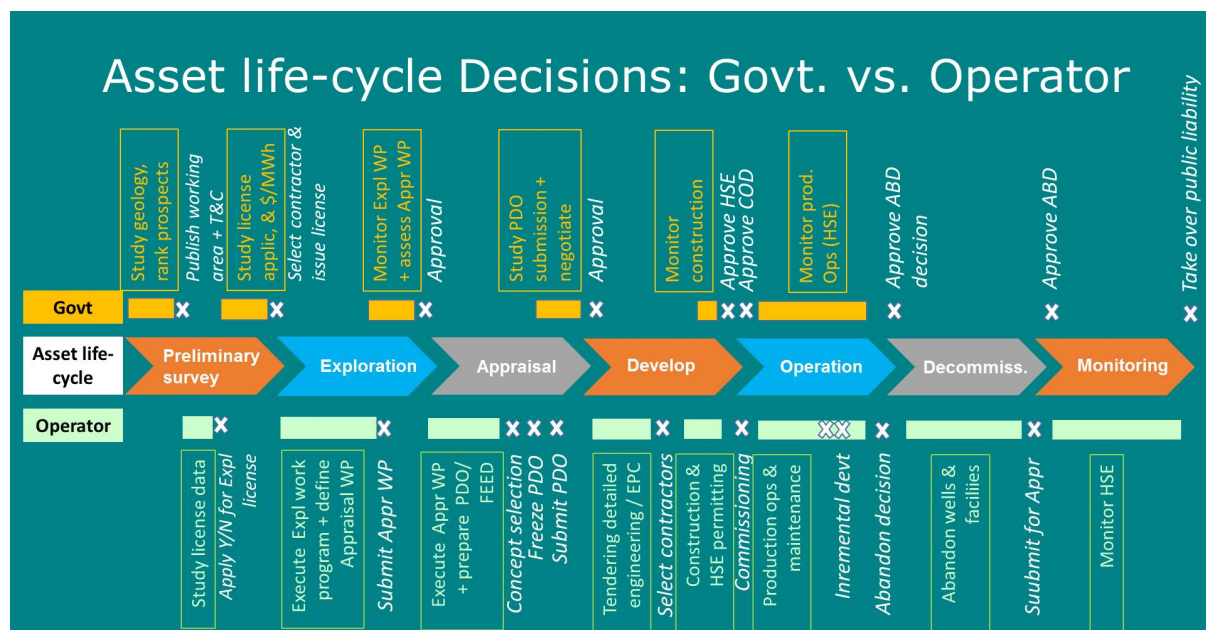 Asset life-cycle Decisions: Govt. vs. Operator
Study geology,
rank prospects
Publish working
area + T&C
Study license
applic, & $/MWh
Select contractor &
issue license
Monitor Expl WP
+ assess Appr WP
Approval
Study PDO
submission +
negotiate
Approval
Monitor
construction
Approve HSE
Approve COD
Monitor prod.
Ops (HSE)
Approve ABD
decision
Approve ABD
Take over public liability
Govt
Asset life-
cycle
Preliminary
survey
Exploration
Appraisal
Develop
Operation
Decommiss.
Monitoring
Operator
Study license data
Apply Y/N for Expl
license
Execute Expl work
program + define
Appraisal WP
Submit Appr WP
Execute Appr WP
+ prepare PDO/
FEED
Concept selection
Freeze PDO
Submit PDO
Tendering detailed
engineering / EPC
Select contractors
Construction &
HSE permitting
Commissioning
Production ops &
maintenance
Inremental devt
Abandon decision
Abandon wells &
faciliies
Suubmit for Appr
Monitor HSE